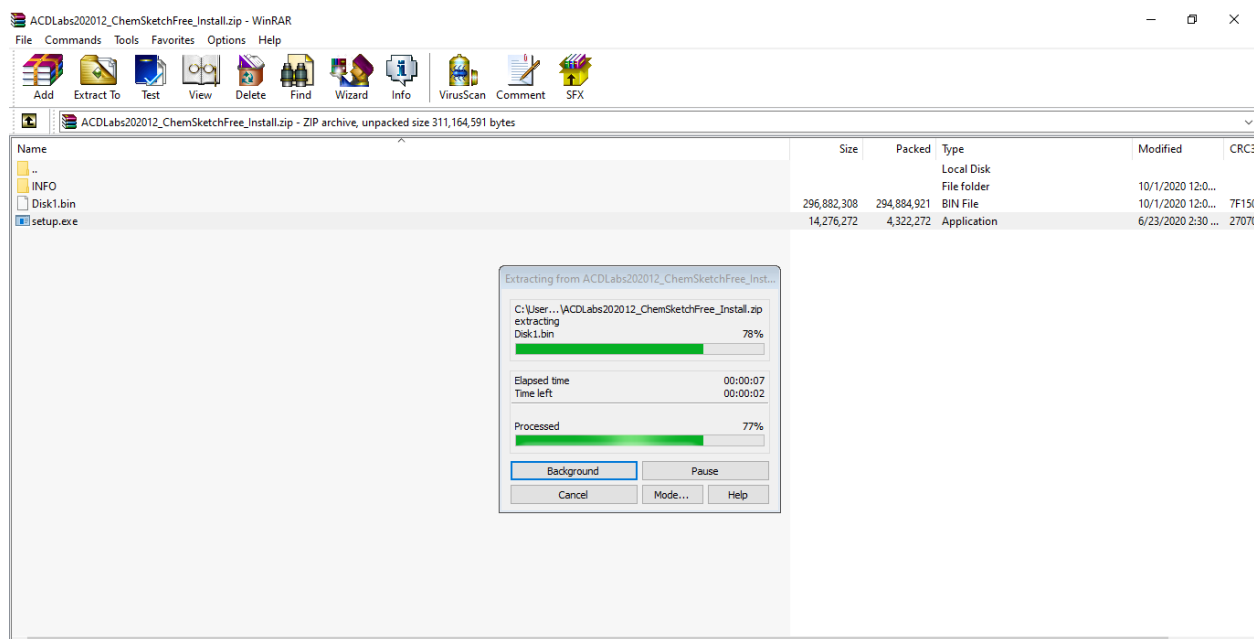 ACDLabs202012_ChemSketchFree_Install.zip - WinRAR
File Commands Tools Favorites Options Help
Add Extract To Test View Delete Find Wizard Info VirusScan Comment SFX
ACDLabs202012_ChemSketchFree_Install.zip - ZIP archive, unpacked size 311,164,591 bytes
Name Size Packed Type Modified CRC3
.. Local Disk
INFO File folder 10/1/2020 12:0...
Disk1.bin 296,882,308 294,884,921 BIN File 10/1/2020 12:0... 7F150
setup.exe 14,276,272 4,322,272 Application 6/23/2020 2:30 ... 27070
Extracting from ACDLabs202012_ChemSketchFree_Inst...
C:\User...\ACDLabs202012_ChemSketchFree_Install.zip
extracting
Disk1.bin 78%
Elapsed time 00:00:07
Time left 00:00:02
Processed 77%
Background Pause
Cancel Mode... Help